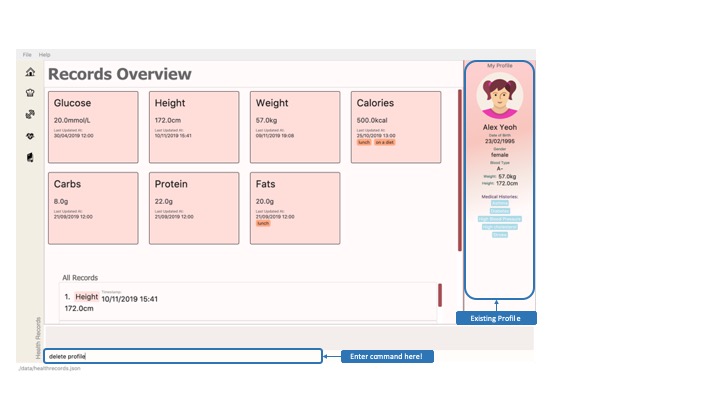 File Help
Records Overview
Glucose
20.0mmol/L
Last Updated At:
30/04/2019 12:00
Height
172.0cm
Last Updated At:
10/11/2019 15:41
Weight
57.0kg
Last Updated At:
09/11/2019 19:08
Calories
500.0kcal
Last Updated At:
25/10/2019 13:00
lunch on a diet
Carbs
8.0g
Last Updated At:
21/09/2019 12:00
Protein
22.0g
Last Updated At:
21/09/2019 12:00
Fats
20.0g
Last Updated At:
21/09/2019 12:00
lunch
All Records
1. Height
Timestamp:
10/11/2019 15:41
172.0cm
My Profile
Alex Yeoh
Date of Birth
23/02/1995
Gender
female
Blood Type
A-
Weight: 57.0kg
Height: 172.0cm
Medical Histories:
High Blood Pressure
Stroke
Existing Profile
Health Records
delete profile
Enter command here!
./data/healthrecords.json